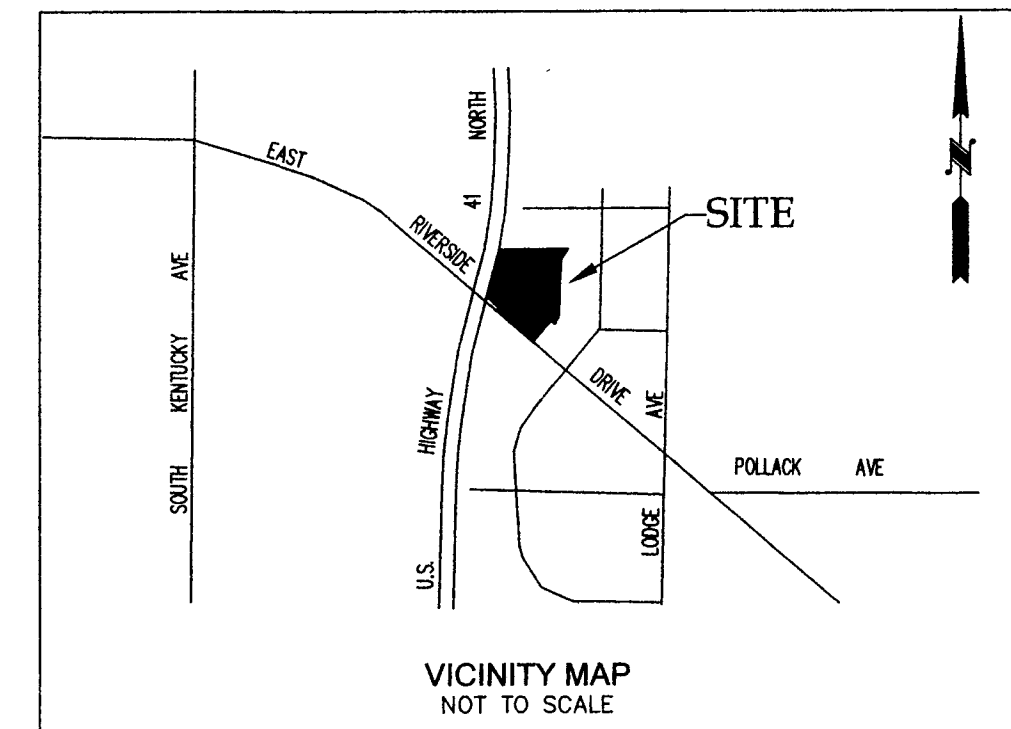 NORTH
41
EAST
RIVERSIDE
SITE
N
SOUTH KENTUCKY AVE
U.S. HIGHWAY
DRIVE
LODGE AVE
POLLACK AVE
VICINITY MAP
NOT TO SCALE